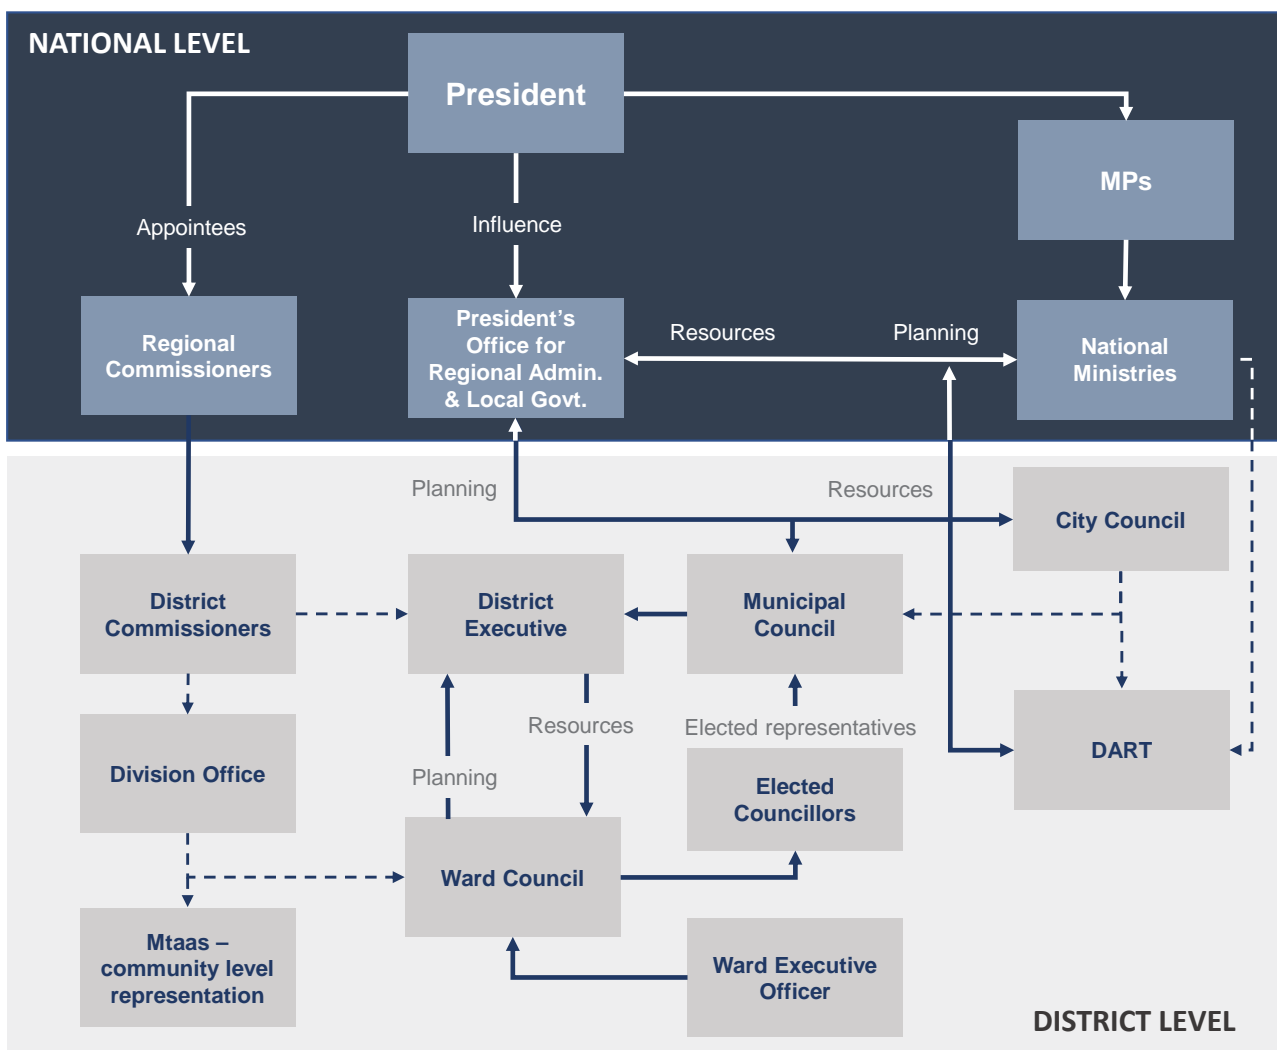 NATIONAL LEVEL
President
MPs
Appointees
Influence
Regional
Commissioners
President's
Office for
Regional Admin.
& Local Govt.
Resources
Planning
National
Ministries
Planning
Resources
City Council
District
Commissioners
District
Executive
Municipal
Council
Resources
Elected representatives
DART
Division Office
Planning
Elected
Councillors
Ward Council
Mtaas –
community level
representation
Ward Executive
Officer
DISTRICT LEVEL